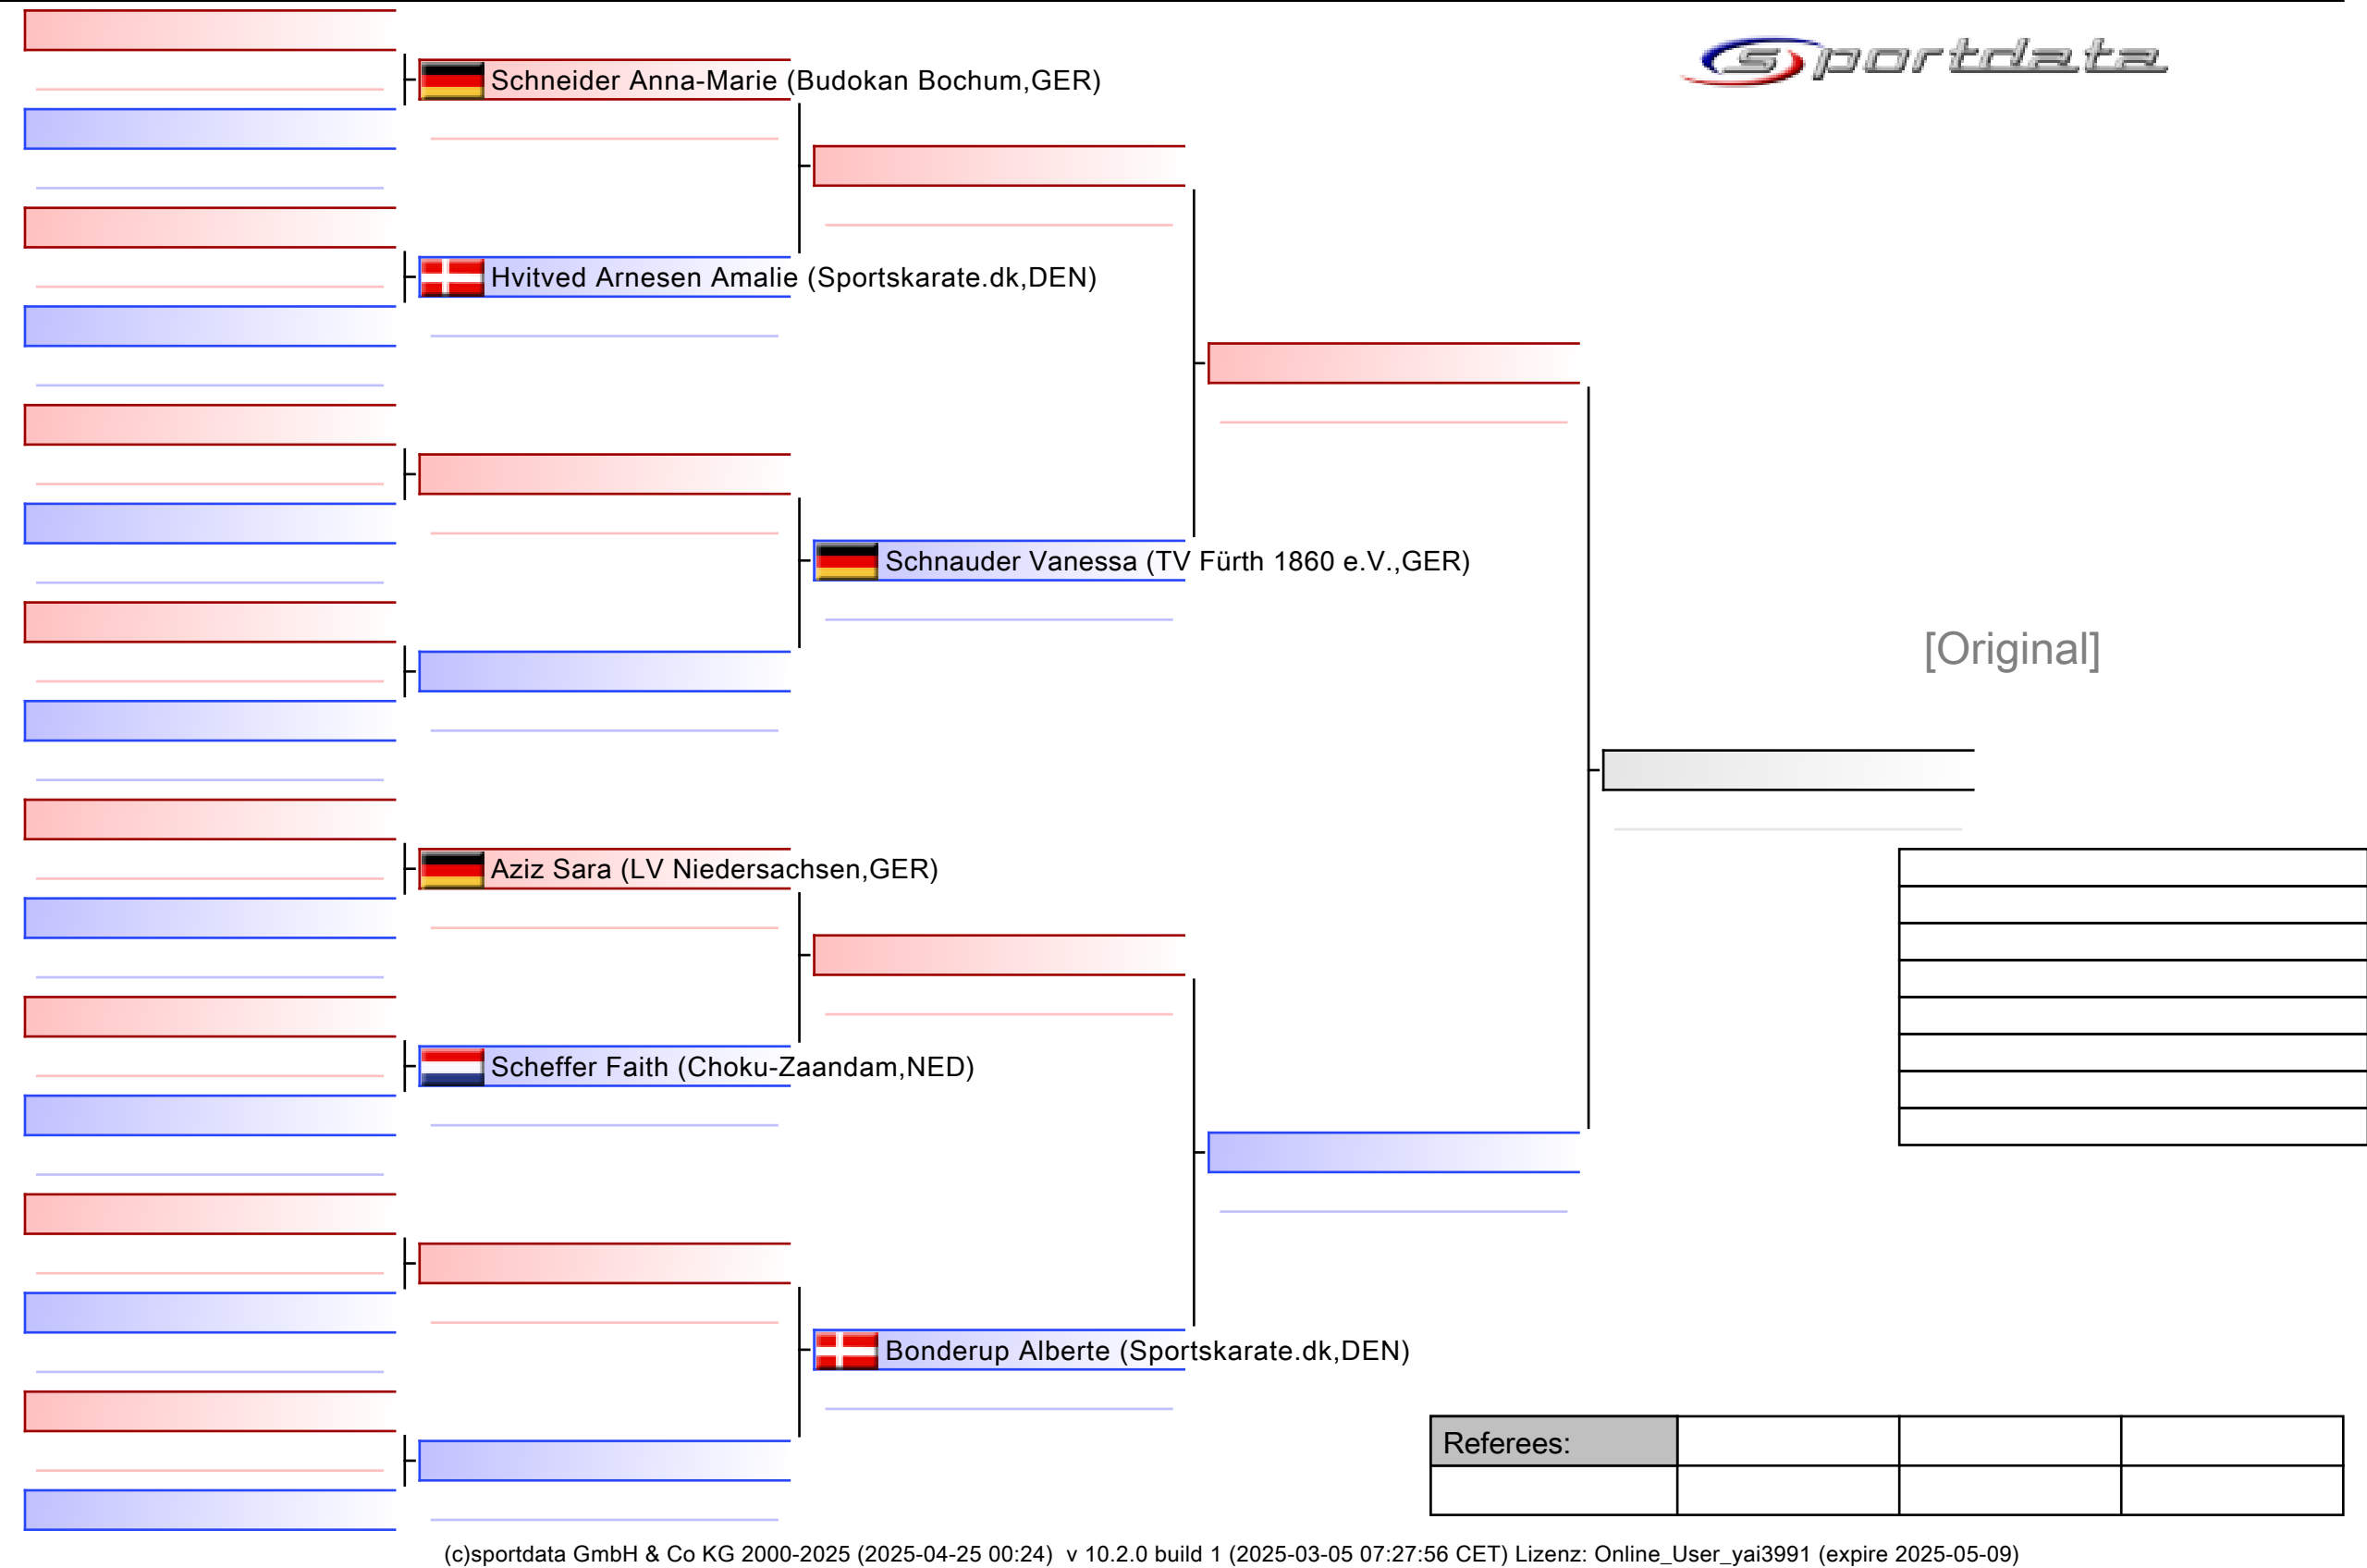 sportdata
Schneider Anna-Marie (Budokan Bochum,GER)
Hvitved Arnesen Amalie (Sportskarate.dk,DEN)
Schnauder Vanessa (TV Fürth 1860 e.V.,GER)
[Original]
Aziz Sara (LV Niedersachsen,GER)
Scheffer Faith (Choku-Zaandam,NED)
Bonderup Alberte (Sportskarate.dk,DEN)
Referees:
(c)sportdata GmbH & Co KG 2000-2025 (2025-04-25 00:24) v 10.2.0 build 1 (2025-03-05 07:27:56 CET) Lizenz: Online_User_yai3991 (expire 2025-05-09)